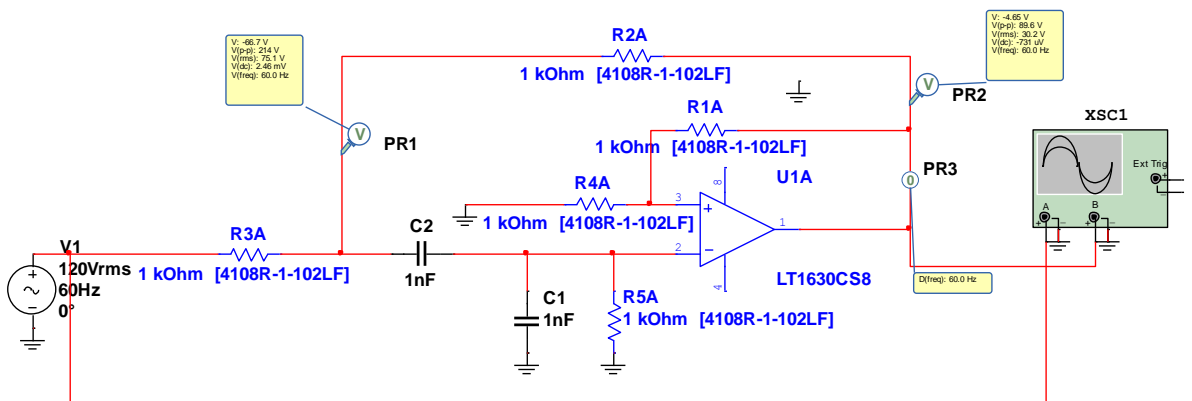 V: -66.7 V
V(p-p): 214 V
V(rms): 75.1 V
V(dc): 2.46 mV
V(freq): 60.0 Hz
V: -4.65 V
V(p-p): 89.6 V
V(rms): 30.2 V
V(dc): -731 uV
V(freq): 60.0 Hz
R2A
1 kOhm [4108R-1-102LF]
V
PR1
V
PR2
R1A
1 kOhm [4108R-1-102LF]
XSC1
Ext Trig
+
−
A
B
+
−
+
−
U1A
8
PR3
0
R4A
1 kOhm [4108R-1-102LF]
3
+
1
2
−
4
LT1630CS8
C2
1nF
R3A
1 kOhm [4108R-1-102LF]
V1
+
−
120Vrms
60Hz
0°
C1
1nF
R5A
1 kOhm [4108R-1-102LF]
D(freq): 60.0 Hz